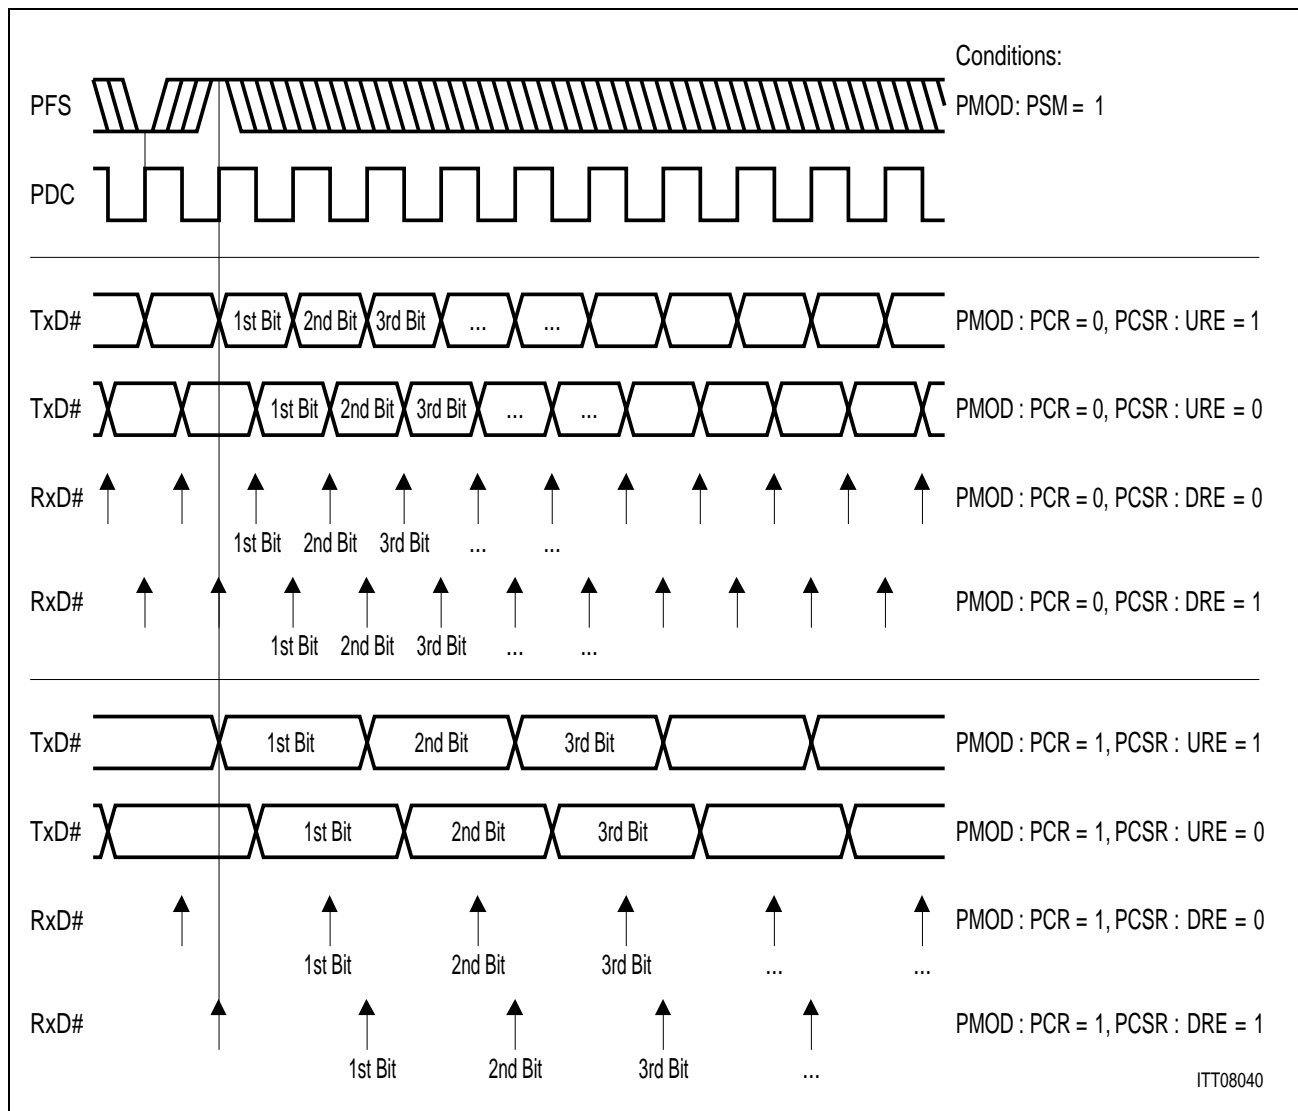 Conditions:
PFS
PMOD: PSM = 1
PDC
TxD# 1st Bit 2nd Bit 3rd Bit ... ... PMOD : PCR = 0, PCSR : URE = 1
TxD# 1st Bit 2nd Bit 3rd Bit ... ... PMOD : PCR = 0, PCSR : URE = 0
RxD# PMOD : PCR = 0, PCSR : DRE = 0
1st Bit 2nd Bit 3rd Bit ... ...
RxD# PMOD : PCR = 0, PCSR : DRE = 1
1st Bit 2nd Bit 3rd Bit ... ...
TxD# 1st Bit 2nd Bit 3rd Bit PMOD : PCR = 1, PCSR : URE = 1
TxD# 1st Bit 2nd Bit 3rd Bit PMOD : PCR = 1, PCSR : URE = 0
RxD# PMOD : PCR = 1, PCSR : DRE = 0
1st Bit 2nd Bit 3rd Bit ... ...
RxD# PMOD : PCR = 1, PCSR : DRE = 1
1st Bit 2nd Bit 3rd Bit ...
ITT08040